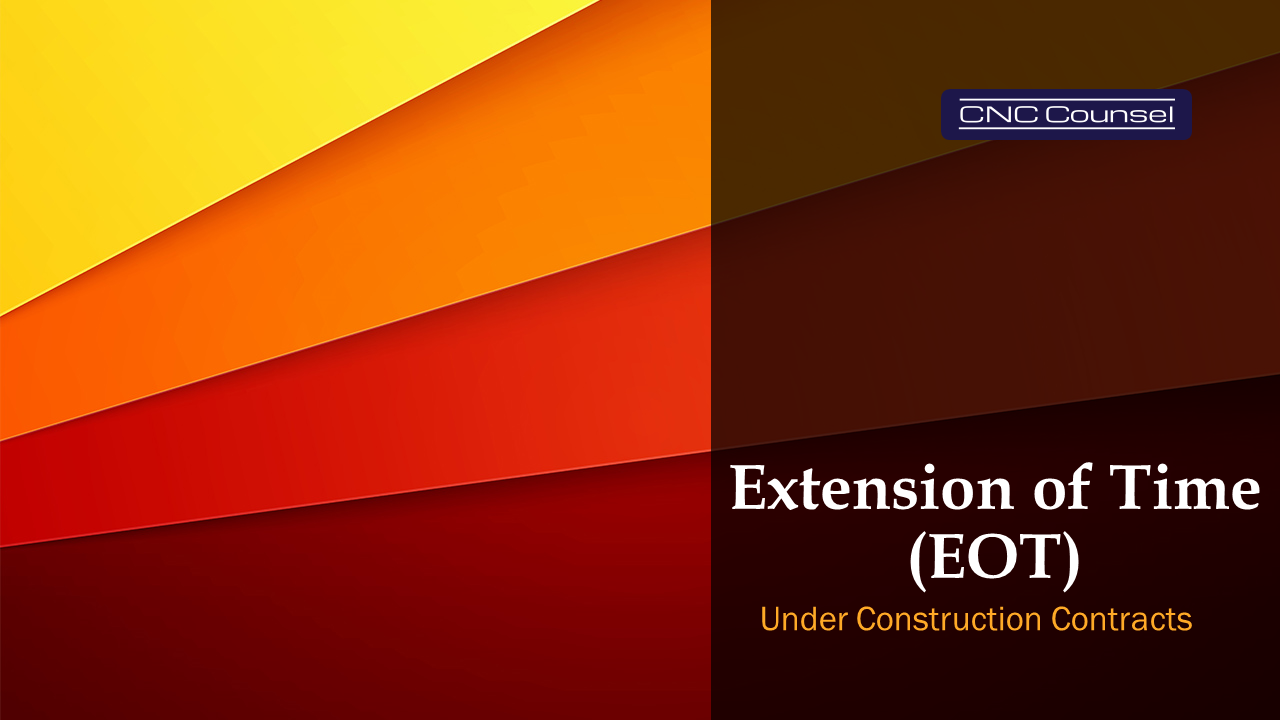 CNC Counsel
Extension of Time
(EOT)
Under Construction Contracts